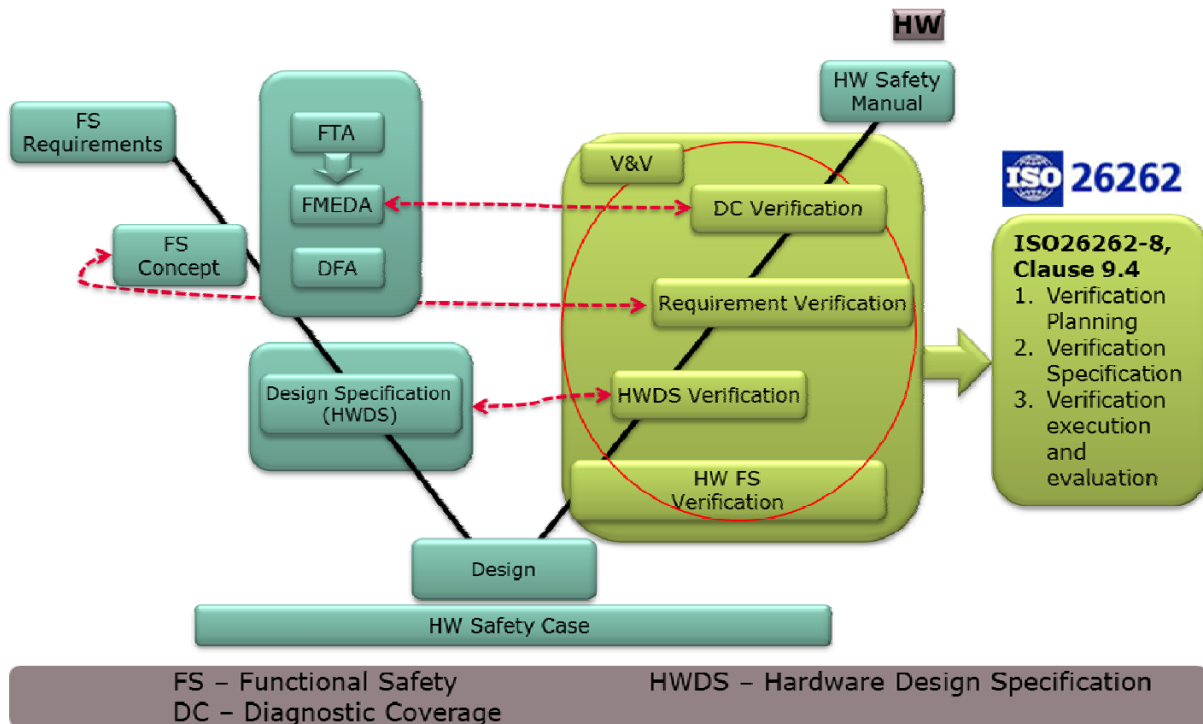 HW
HW Safety
Manual
FS
Requirements
FTA
V&V
FMEDA
DC Verification
ISO 26262
FS
Concept
DFA
Requirement Verification
ISO26262-8,
Clause 9.4
1. Verification
Planning
2. Verification
Specification
3. Verification
execution
and
evaluation
Design Specification
(HWDS)
HWDS Verification
HW FS
Verification
Design
HW Safety Case
FS – Functional Safety
HWDS – Hardware Design Specification
DC – Diagnostic Coverage